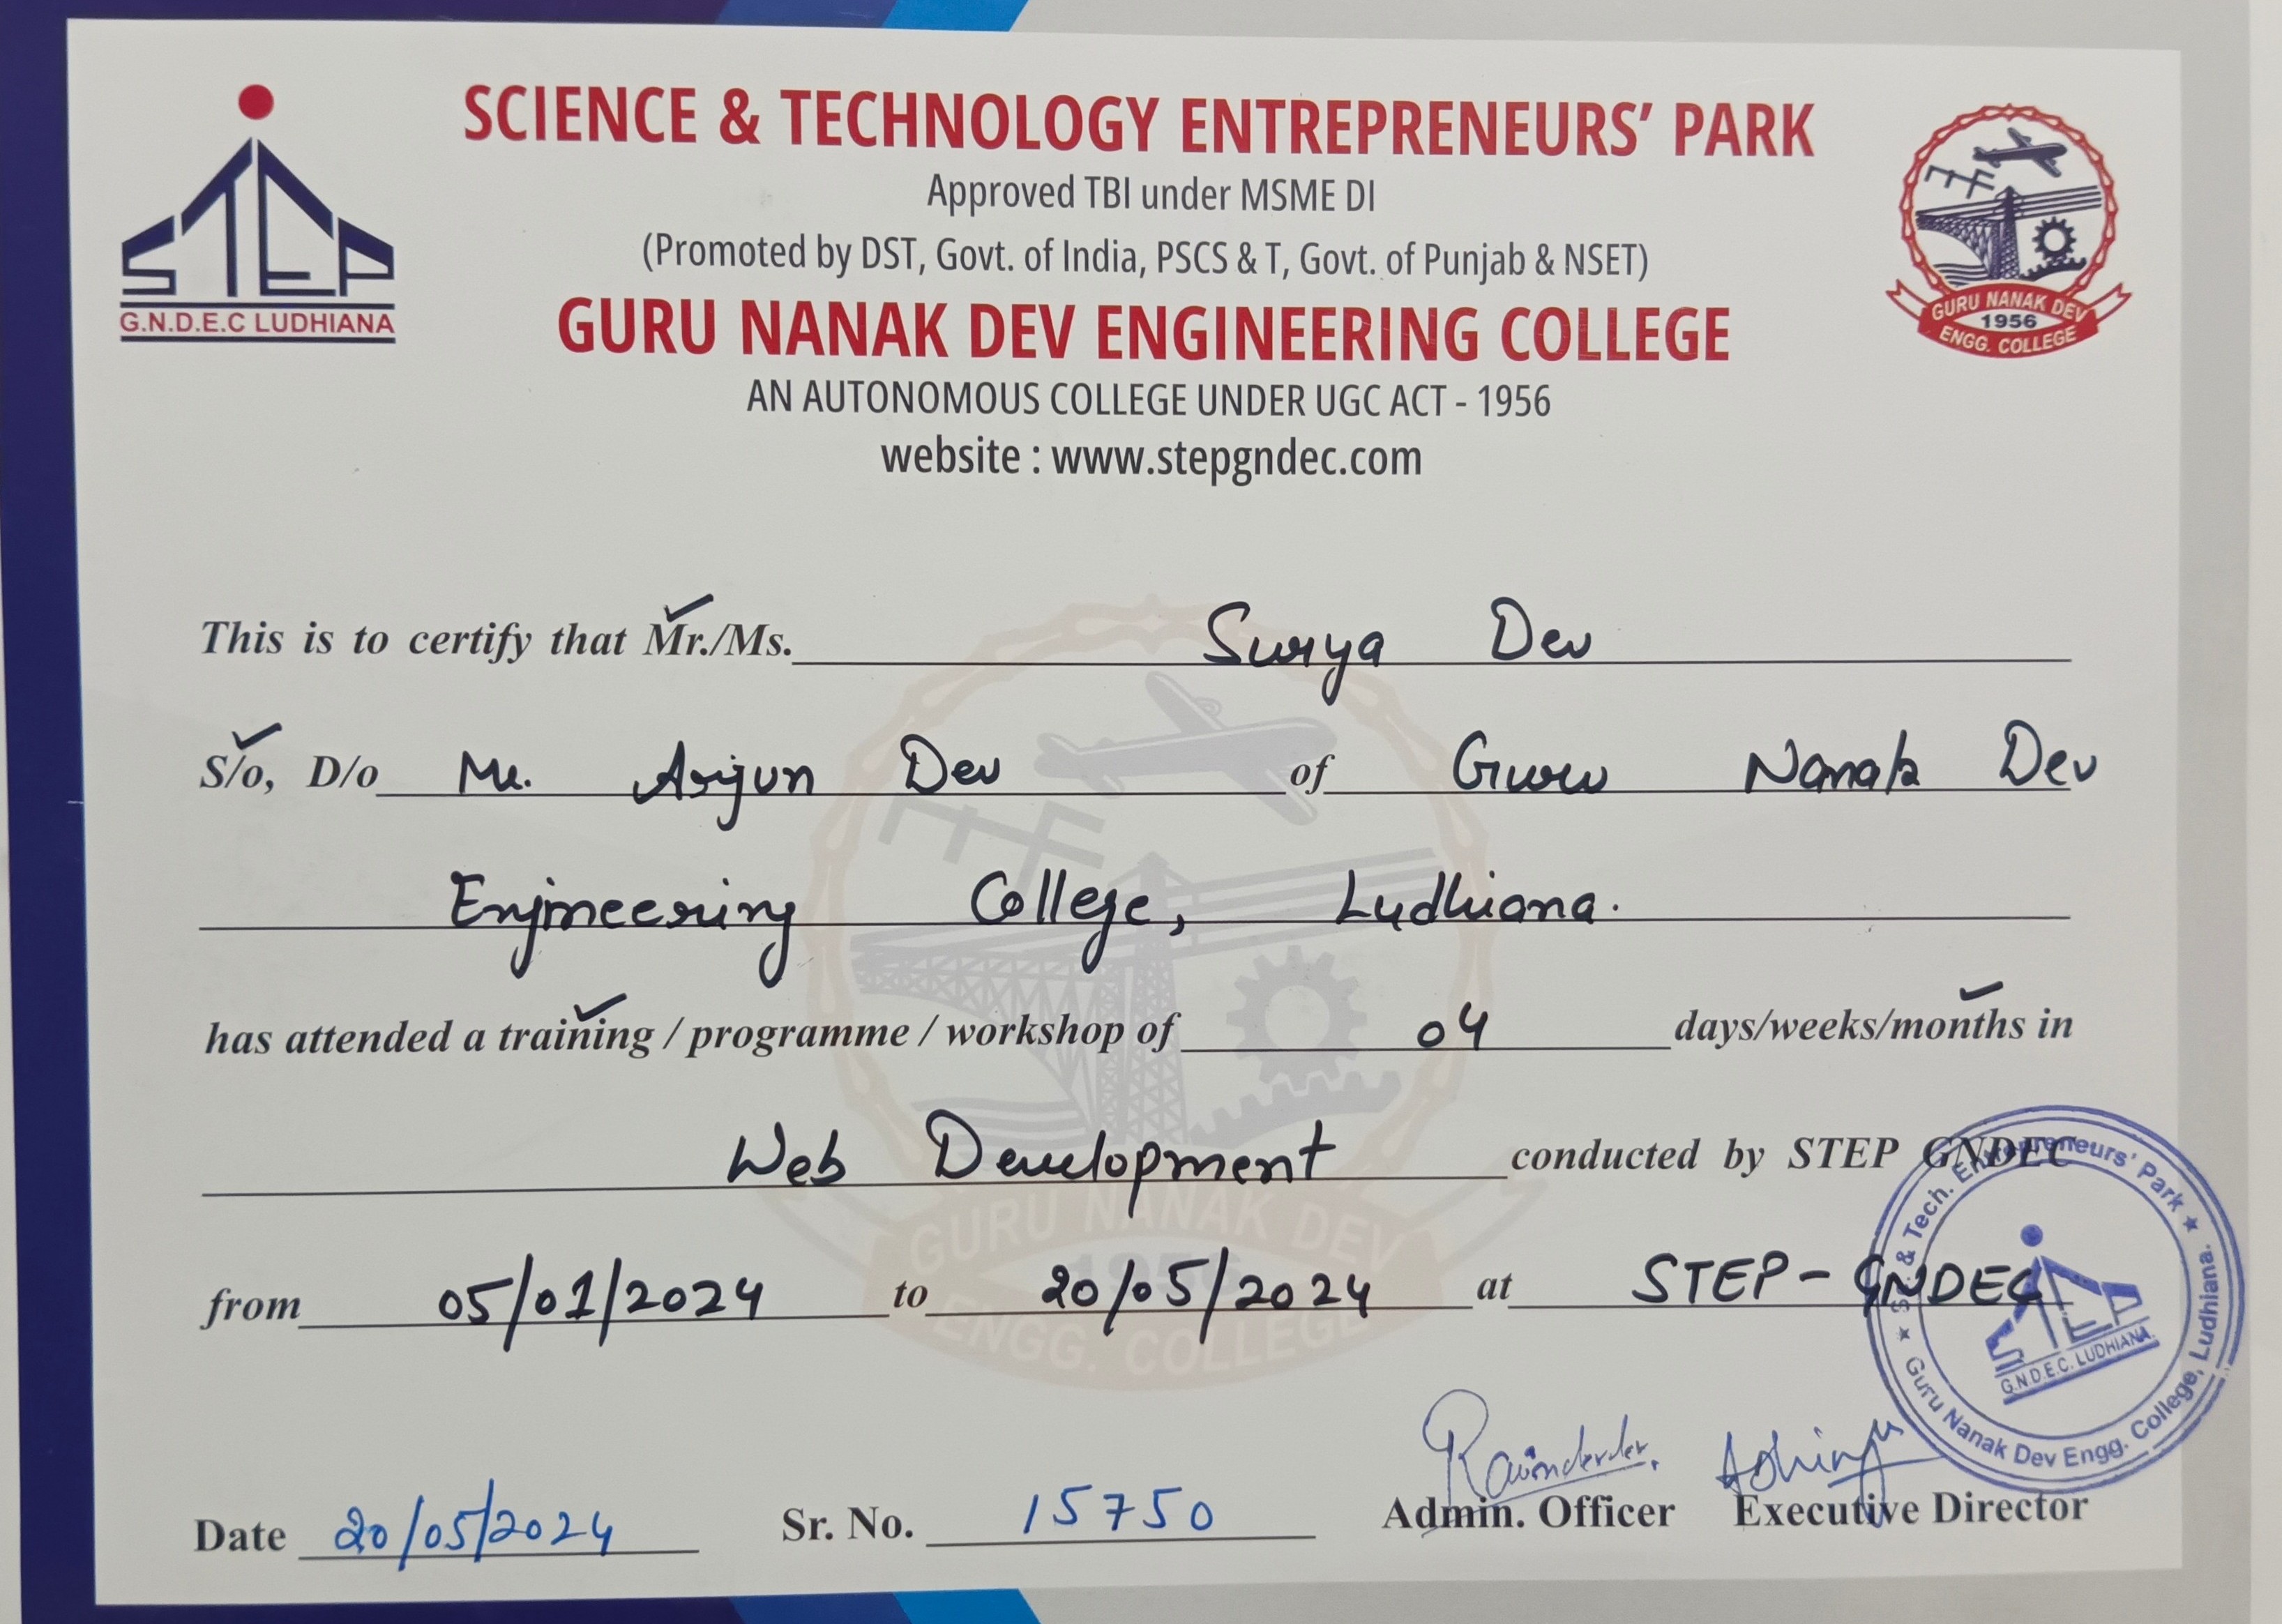 SCIENCE & TECHNOLOGY ENTREPRENEURS' PARK
Approved TBI under MSME DI
(Promoted by DST, Govt. of India, PSCS & T, Govt. of Punjab & NSET)
GURU NANAK DEV ENGINEERING COLLEGE
AN AUTONOMOUS COLLEGE UNDER UGC ACT - 1956
website : www.stepgndec.com
STEP
G.N.D.E.C LUDHIANA
GURU NANAK DEV
1956
ENGG. COLLEGE
This is to certify that Mr./Ms. Surya Dev
S/o, D/o Mr. Arjun Dev of Guru Nanak Dev
Engineering College, Ludhiana.
has attended a training / programme / workshop of 04 days/weeks/months in
Web Development conducted by STEP GNDEC
from 05/01/2024 to 20/05/2024 at STEP - GNDEC
GURU NANAK DEV
1956
ENGG. COLLEGE
Sc. & Tech. Entrepreneurs' Park ★
STEP
G.N.D.E.C. LUDHIANA.
★ Guru Nanak Dev Engg. College, Ludhiana.
Date 20/05/2024 Sr. No. 15750 Admin. Officer Executive Director